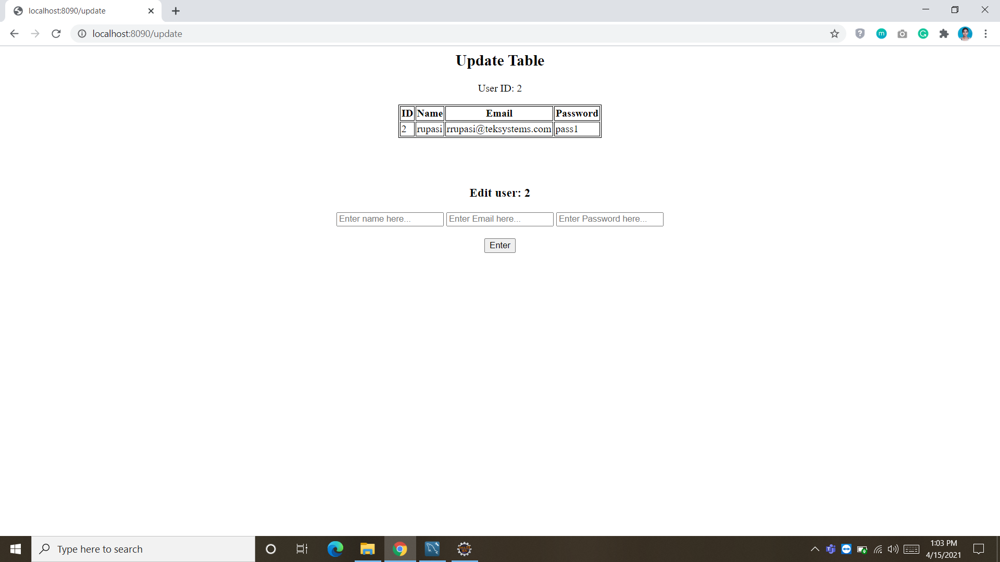 localhost:8090/update
localhost:8090/update
Update Table
User ID: 2
ID Name Email Password
2 rupasi rrupasi@teksystems.com pass1
Edit user: 2
Enter name here... Enter Email here... Enter Password here...
Enter
Type here to search
1:03 PM
4/15/2021